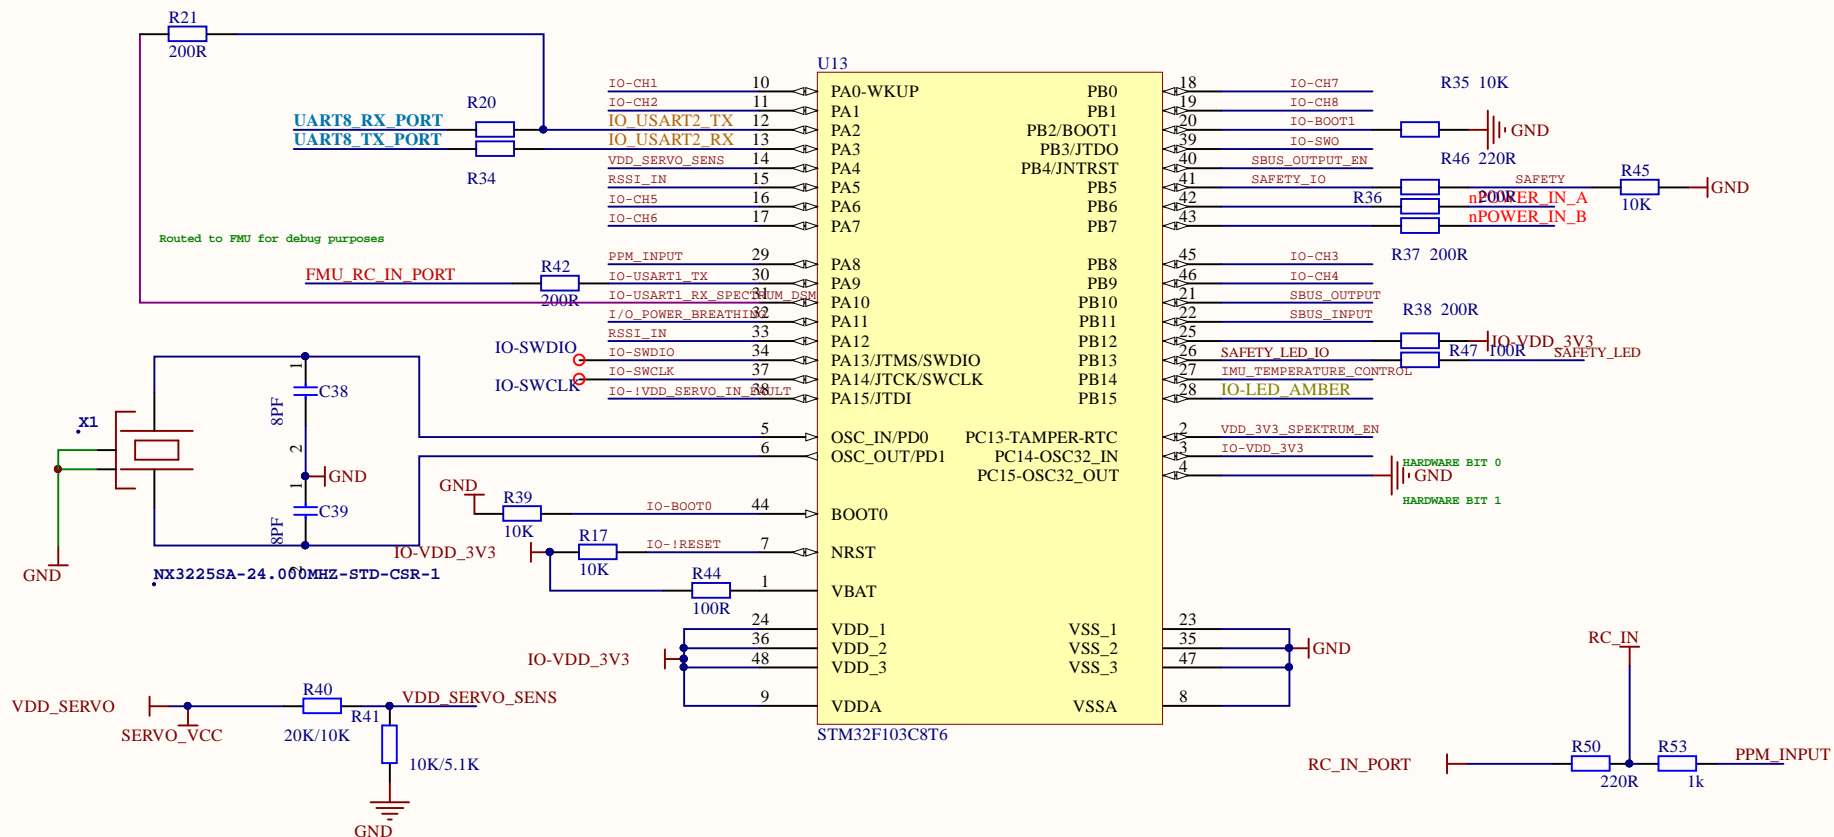 R21
200R
U13
IO-CH1 10 PA0-WKUP PB0 18 IO-CH7 R35 10K
IO-CH2 11 PA1 PB1 19 IO-CH8
R20
UART8_RX_PORT IO_USART2_TX 12 PA2 PB2/BOOT1 20 IO-BOOT1 GND
UART8_TX_PORT IO_USART2_RX 13 PA3 PB3/JTDO 39 IO-SWO
VDD_SERVO_SENS 14 PA4 PB4/JNTRST 40 SBUS_OUTPUT_EN R46 220R
R34
RSSI_IN 15 PA5 PB5 41 SAFETY_IO SAFETY R45 10K GND
IO-CH5 16 PA6 PB6 42 R36 200R nPOWER_IN_A
IO-CH6 17 PA7 PB7 43 nPOWER_IN_B
Routed to FMU for debug purposes
PPM_INPUT 29 PA8 PB8 45 IO-CH3 R37 200R
FMU_RC_IN_PORT R42 200R IO-USART1_TX 30 PA9 PB9 46 IO-CH4
IO-USART1_RX_SPECTRUM_DSM 31 PA10 PB10 21 SBUS_OUTPUT
I/O_POWER_BREATHING 32 PA11 PB11 22 SBUS_INPUT R38 200R
RSSI_IN 33 PA12 PB12 25 IO-VDD_3V3
IO-SWDIO IO-SWDIO 34 PA13/JTMS/SWDIO PB13 26 SAFETY_LED_IO R47 100R SAFETY_LED
IO-SWCLK IO-SWCLK 37 PA14/JTCK/SWCLK PB14 27 IMU_TEMPERATURE_CONTROL
IO-!VDD_SERVO_IN_FAULT 38 PA15/JTDI PB15 28 IO-LED_AMBER
1 C38
8PF
2
X1
5 OSC_IN/PD0 PC13-TAMPER-RTC 2 VDD_3V3_SPEKTRUM_EN
6 OSC_OUT/PD1 PC14-OSC32_IN 3 IO-VDD_3V3
HARDWARE BIT 0
PC15-OSC32_OUT 4 GND
HARDWARE BIT 1
GND
1 C39
8PF
2
GND R39 10K IO-BOOT0 44 BOOT0
IO-VDD_3V3 R17 10K IO-!RESET 7 NRST
GND
NX3225SA-24.000MHZ-STD-CSR-1
R44 100R 1 VBAT
24 VDD_1 VSS_1 23
36 VDD_2 VSS_2 35 GND
IO-VDD_3V3
48 VDD_3 VSS_3 47
9 VDDA VSSA 8
STM32F103C8T6
VDD_SERVO
SERVO_VCC
R40
20K/10K
R41
10K/5.1K
VDD_SERVO_SENS
GND
RC_IN
RC_IN_PORT
R50
220R
R53
1k
PPM_INPUT